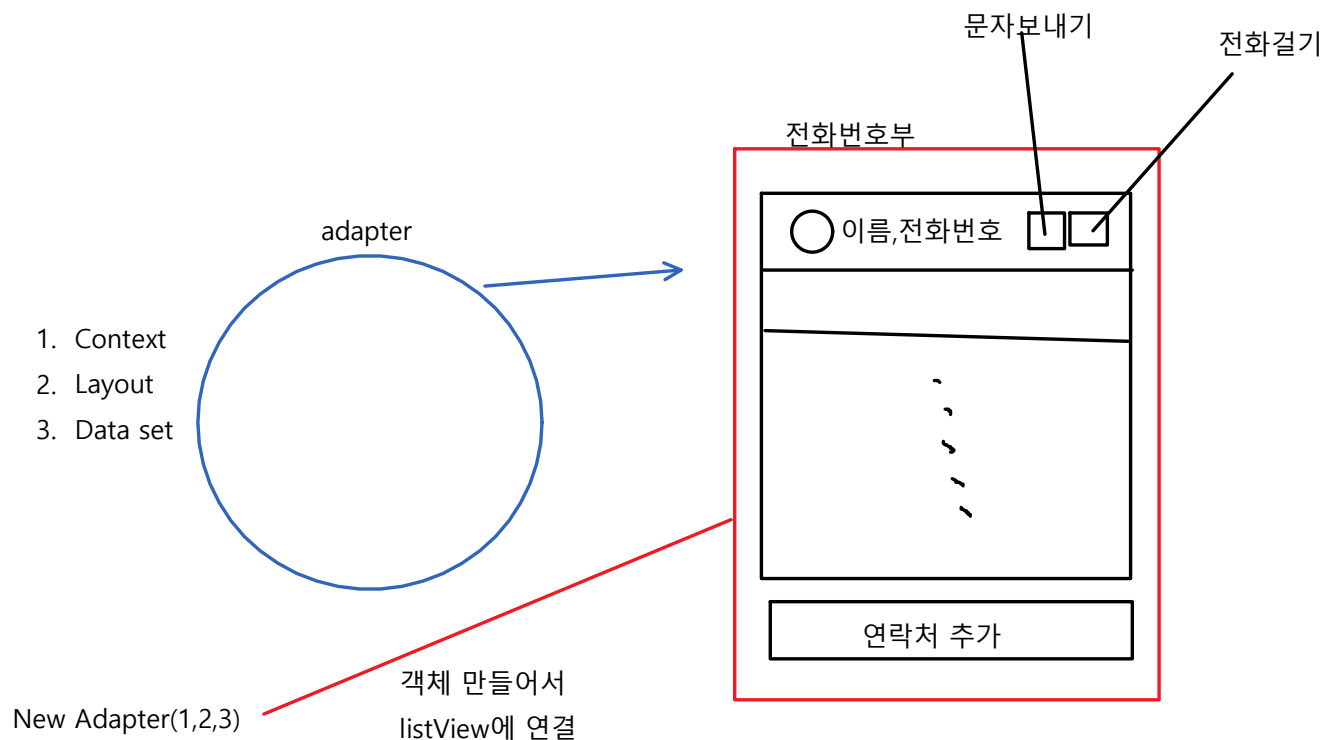 문자보내기
전화걸기
전화번호부
이름,전화번호
adapter
1. Context
2. Layout
3. Data set
연락처 추가
객체 만들어서
listView에 연결
New Adapter(1,2,3)